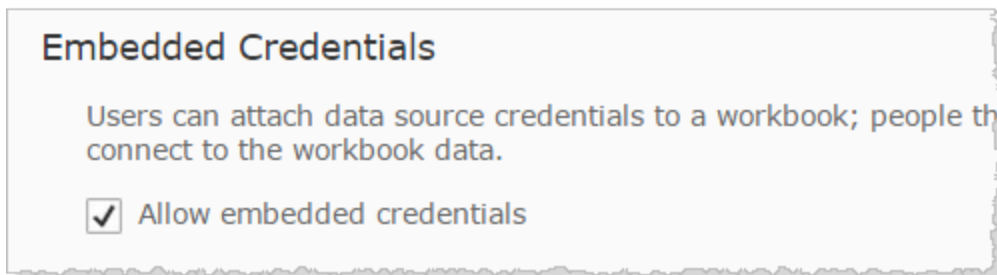 Embedded Credentials
Users can attach data source credentials to a workbook; people
connect to the workbook data.
Allow embedded credentials